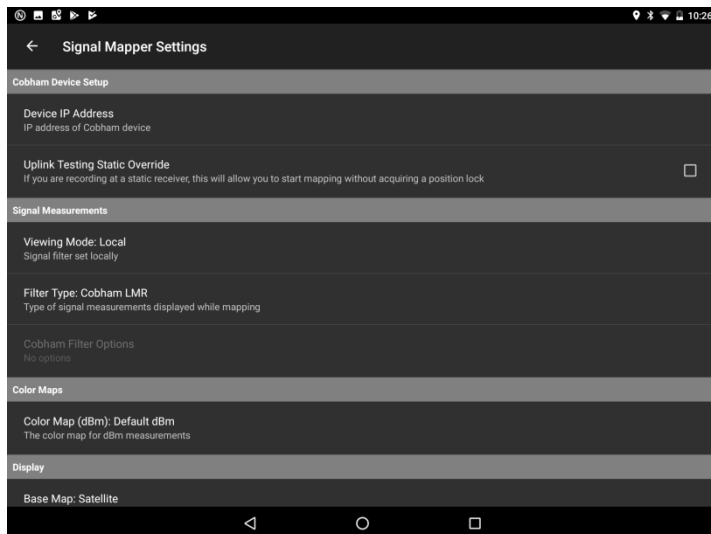 10:26
Signal Mapper Settings
Cobham Device Setup
Device IP Address
IP address of Cobham device
Uplink Testing Static Override
If you are recording at a static receiver, this will allow you to start mapping without acquiring a position lock
Signal Measurements
Viewing Mode: Local
Signal filter set locally
Filter Type: Cobham LMR
Type of signal measurements displayed while mapping
Cobham Filter Options
No options
Color Maps
Color Map (dBm): Default dBm
The color map for dBm measurements
Display
Base Map: Satellite